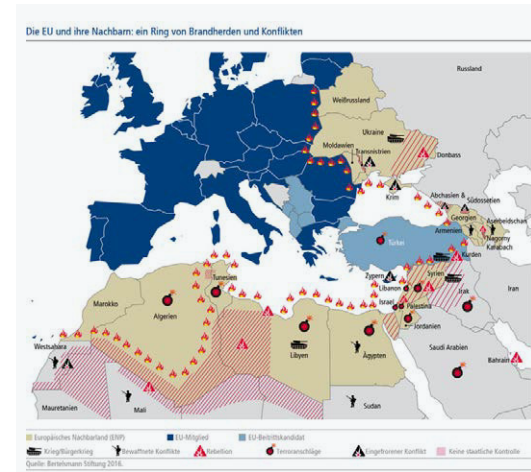 Die EU und ihre Nachbarn: ein Ring von Brandherden und Konflikten
Russland
Weißrussland
Ukraine
Moldawien
Transnistrien
Donbass
Krim
Abchasien &
Südossetien
Georgien
Aserbeidschan
Armenien
Nagorny
Karabach
Türkei
Kurden
Zypern
Syrien
Libanon
Irak
Iran
Israel
Palästina
Jordanien
Tunesien
Marokko
Algerien
Westsahara
Libyen
Ägypten
Saudi Arabien
Bahrain
Mauretanien
Mali
Sudan
Europäisches Nachbarland (ENP)
EU-Mitglied
EU-Beitrittskandidat
Krieg/Bürgerkrieg
Bewaffnete Konflikte
Rebellion
Terroranschläge
Eingefrorener Konflikt
Keine staatliche Kontrolle
Quelle: Bertelsmann Stiftung 2016.